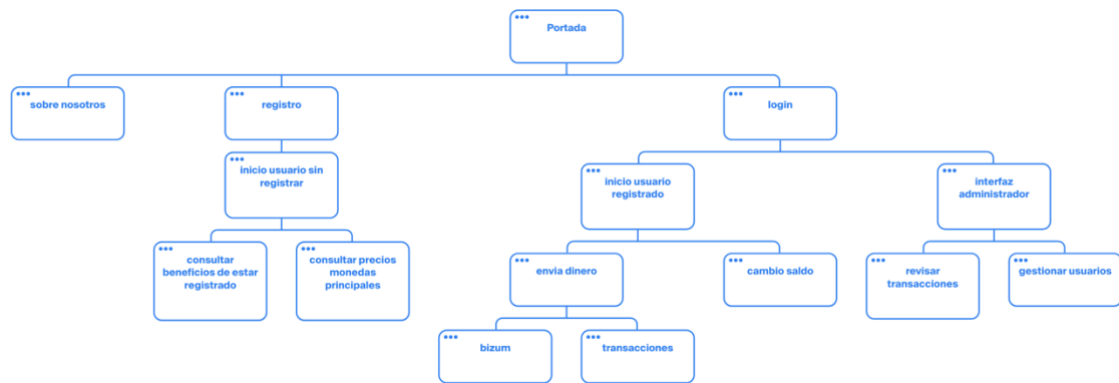 Portada
sobre nosotros
registro
login
inicio usuario sin
registrar
inicio usuario
registrado
interfaz
administrador
consultar
beneficios de estar
registrado
consultar precios
monedas
principales
envia dinero
cambio saldo
revisar
transacciones
gestionar usuarios
bizum
transacciones